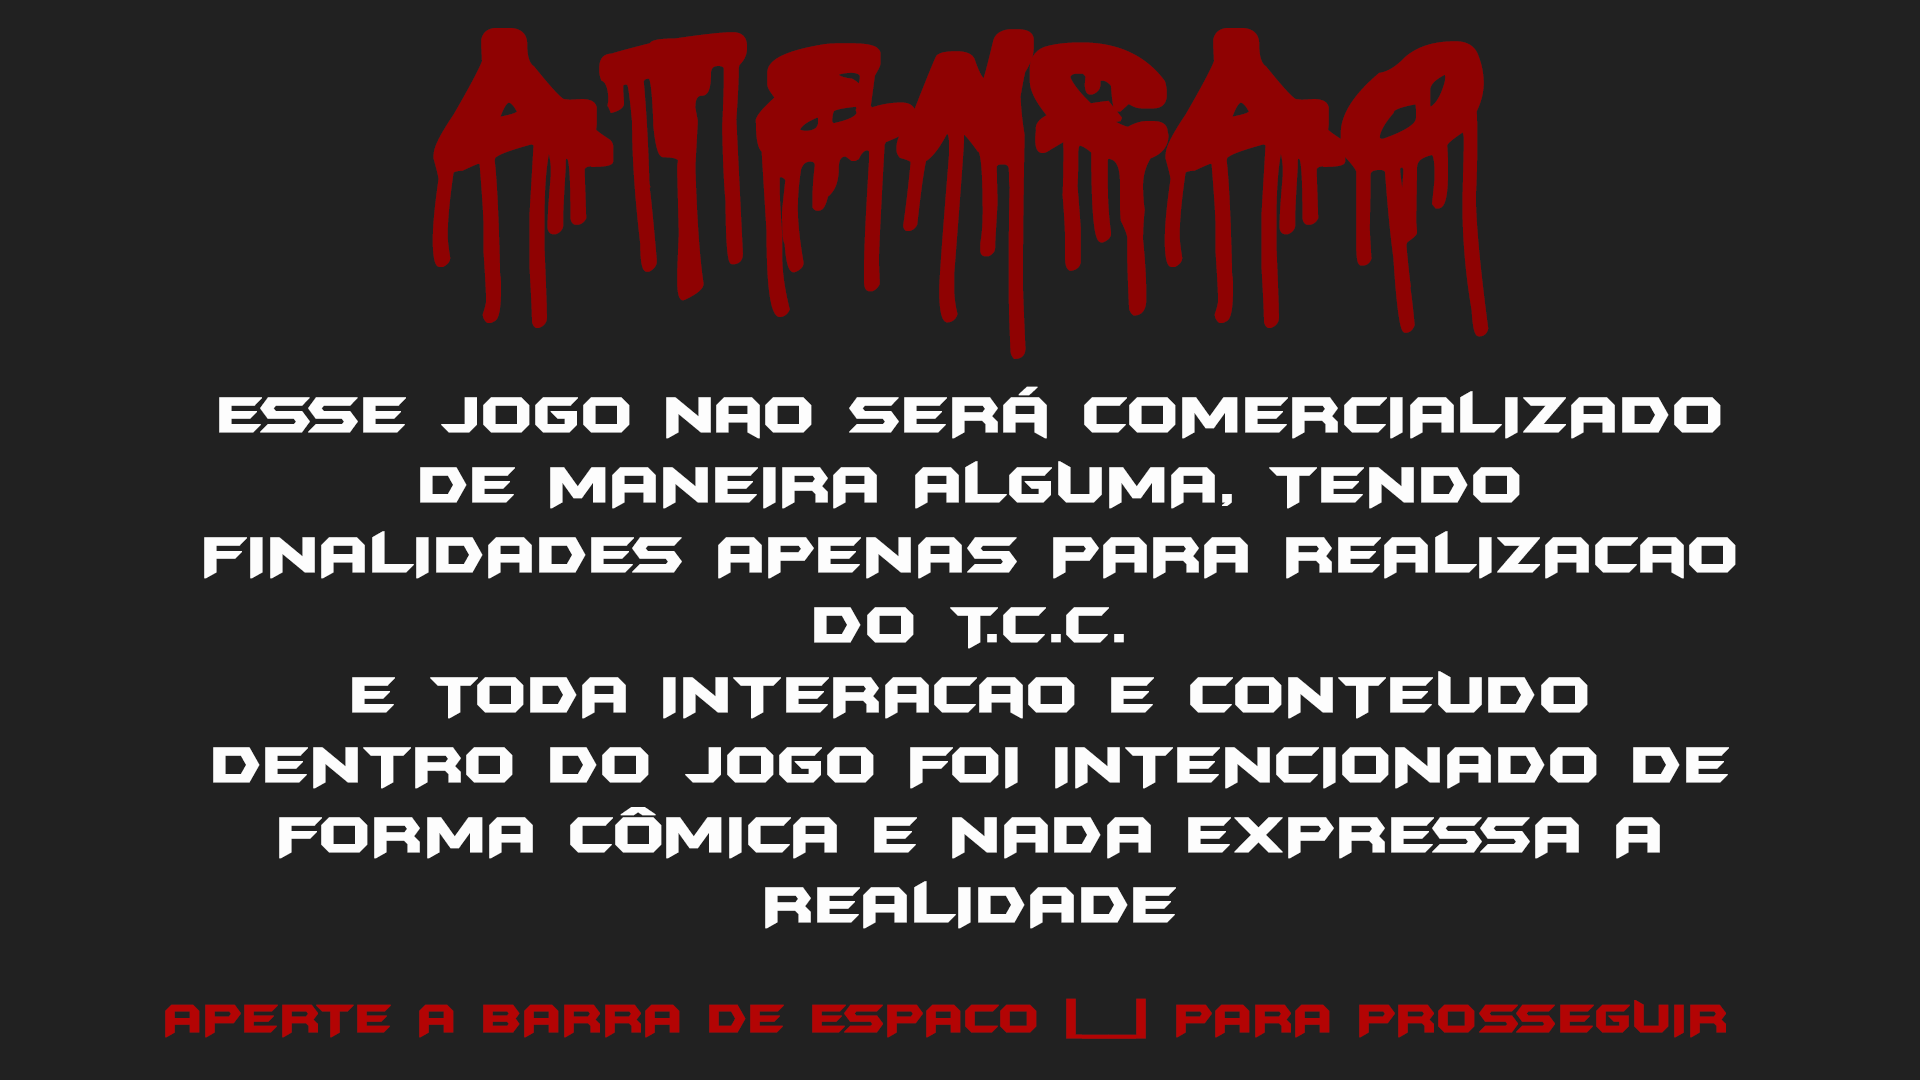 ATENCAO
ESSE JOGO NAO SERÁ COMERCIALIZADO
DE MANEIRA ALGUMA, TENDO
FINALIDADES APENAS PARA REALIZACAO
DO T.C.C.
E TODA INTERACAO E CONTEUDO
DENTRO DO JOGO FOI INTENCIONADO DE
FORMA CÔMICA E NADA EXPRESSA A
REALIDADE
APERTE A BARRA DE ESPACO PARA PROSSEGUIR